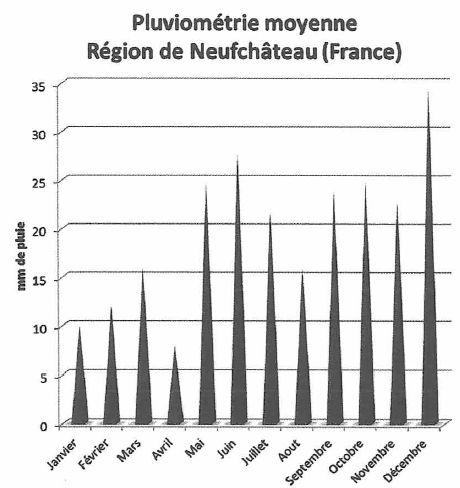 Pluviométrie moyenne
Région de Neufchâteau (France)
35
30
25
20
15
10
5
0
mm de pluie
Janvier
Février
Mars
Avril
Mai
Juin
Juillet
Aout
Septembre
Octobre
Novembre
Décembre